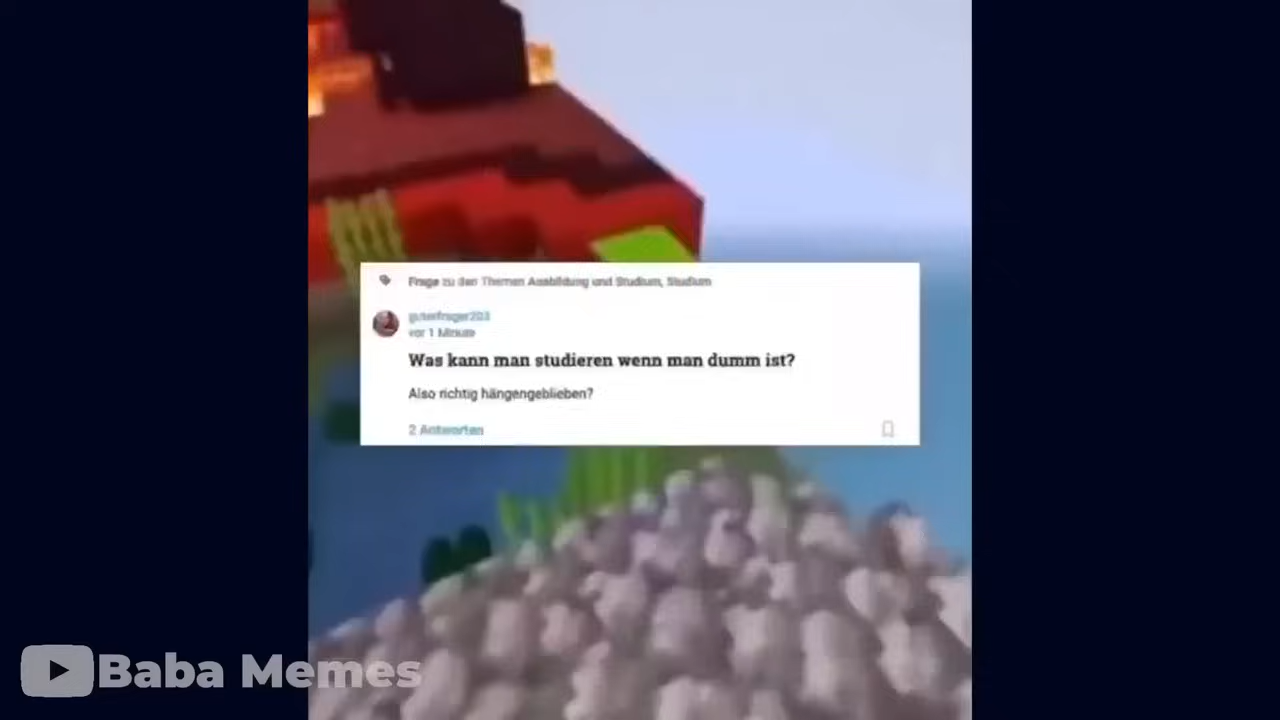 Frage zu den Themen Ausbildung und Studium, Studium
guterfrager203
vor 1 Minute
Was kann man studieren wenn man dumm ist?
Also richtig hängengeblieben?
2 Antworten
Baba Memes